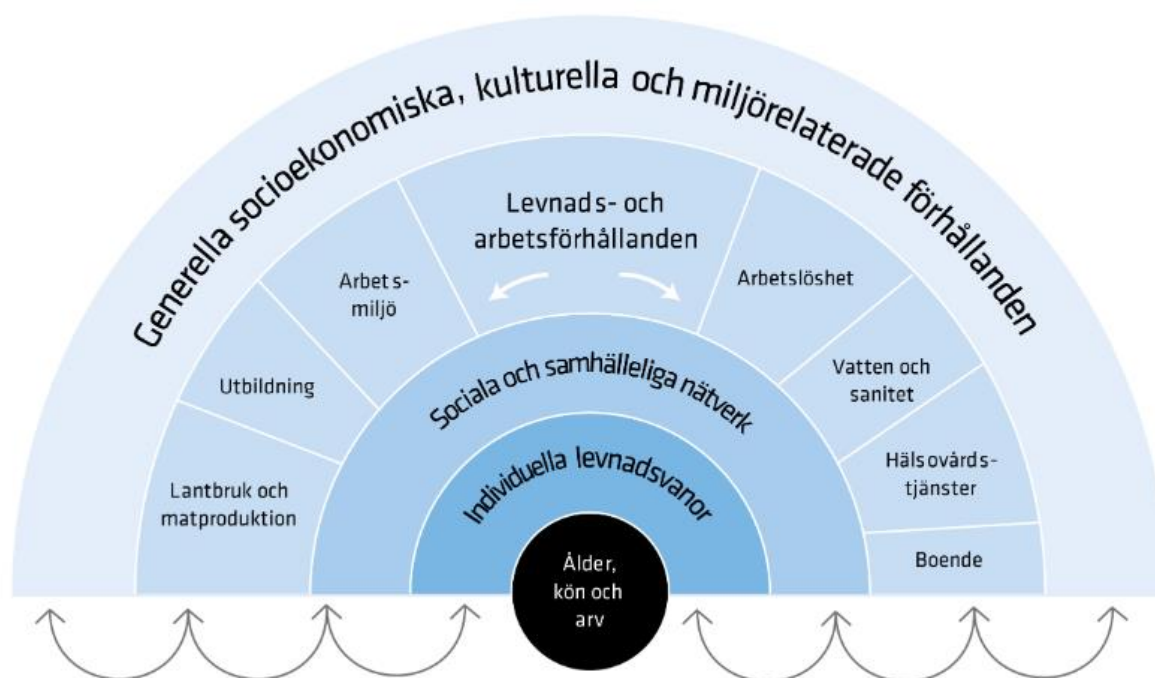 Generella socioekonomiska, kulturella och miljörelaterade förhållanden
Levnads- och
arbetsförhållanden
Arbets-
miljö
Arbetslöshet
Utbildning
Vatten och
sanitet
Lantbruk och
matproduktion
Hälsovårds-
tjänster
Boende
Sociala och samhälleliga nätverk
Individuella levnadsvanor
Ålder,
kön och
arv